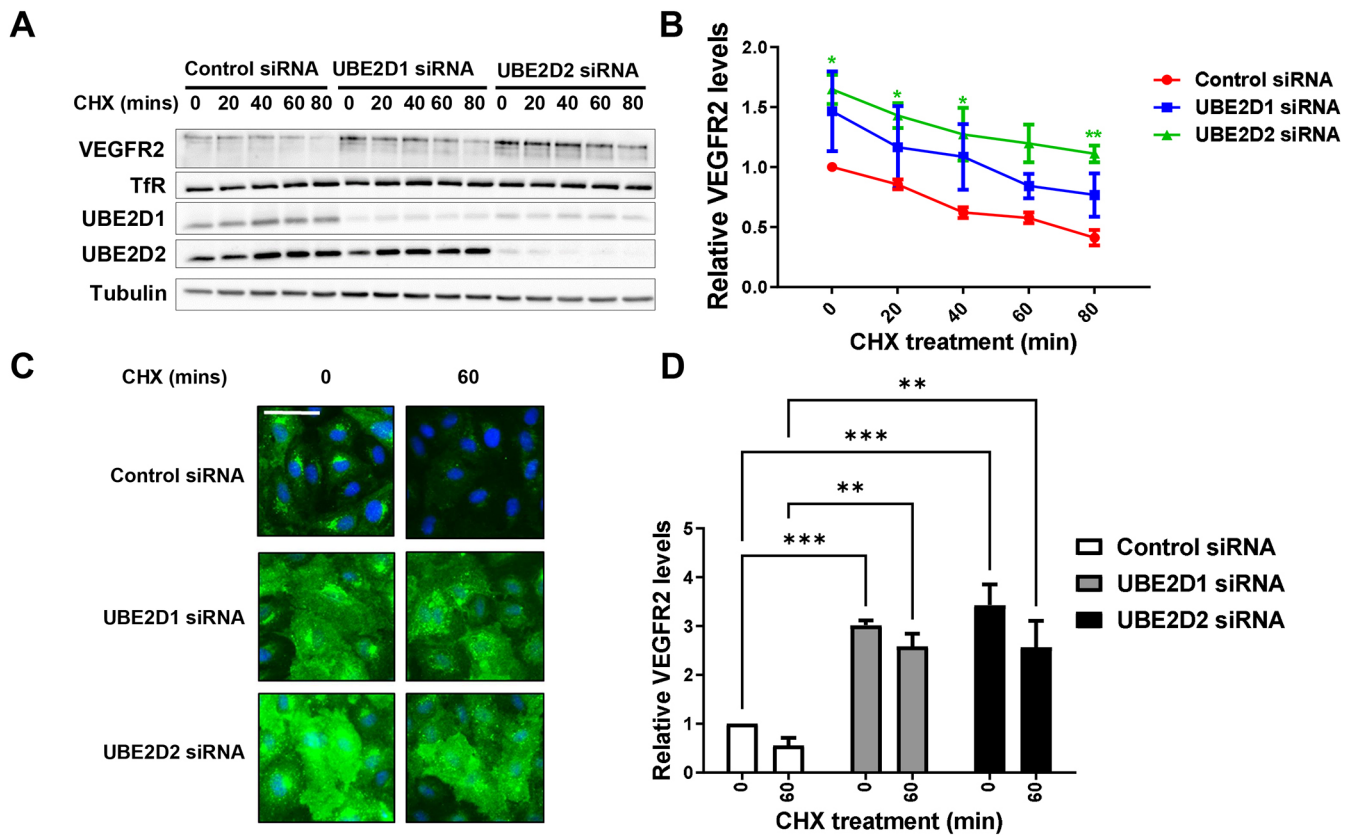 A
Control siRNA UBE2D1 siRNA UBE2D2 siRNA
CHX (mins) 0 20 40 60 80 0 20 40 60 80 0 20 40 60 80
VEGFR2
TfR
UBE2D1
UBE2D2
Tubulin
B
Relative VEGFR2 levels
2.0
1.5
1.0
0.5
0.0
* * * **
0 20 40 60 80
CHX treatment (min)
Control siRNA
UBE2D1 siRNA
UBE2D2 siRNA
C
CHX (mins) 0 60
Control siRNA
UBE2D1 siRNA
UBE2D2 siRNA
D
**
***
**
***
Relative VEGFR2 levels
5
4
3
2
1
0
0 60 0 60 0 60
CHX treatment (min)
Control siRNA
UBE2D1 siRNA
UBE2D2 siRNA